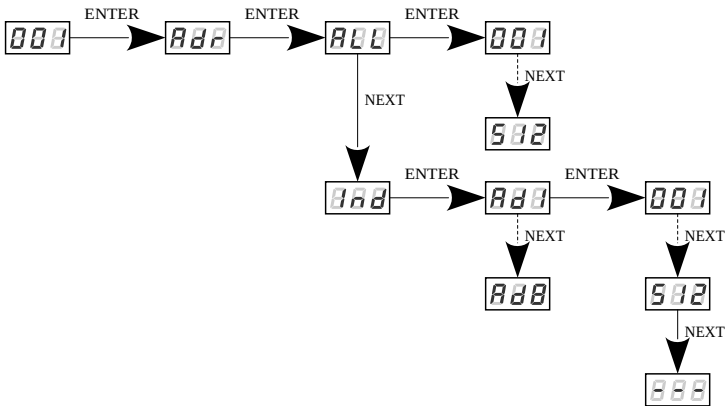 ENTER ENTER ENTER
001 Adr ALL 001
NEXT
NEXT
512
ENTER ENTER
Ind Ad1 001
NEXT NEXT
Ad8 512
NEXT
---